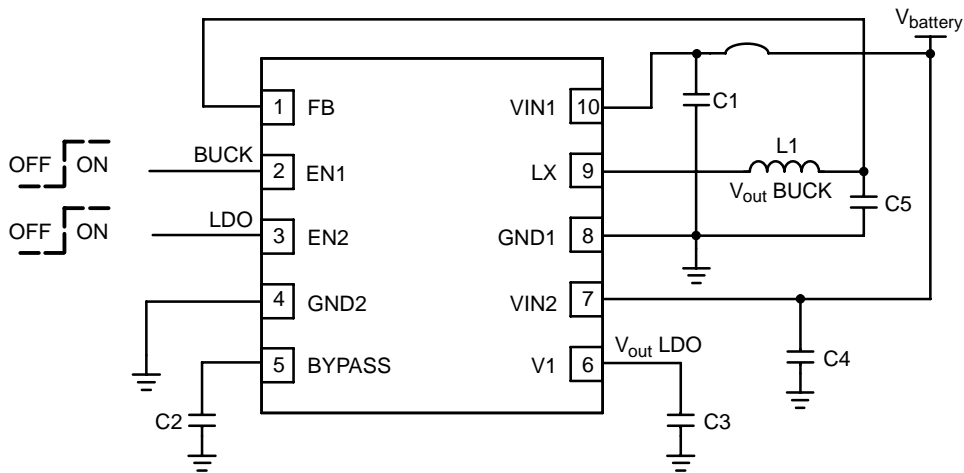 V_battery
1 FB
VIN1 10
C1
OFF ON
BUCK
2 EN1
LX 9
L1
V_out BUCK
C5
OFF ON
LDO
3 EN2
GND1 8
4 GND2
VIN2 7
5 BYPASS
V1 6
V_out LDO
C4
C2
C3